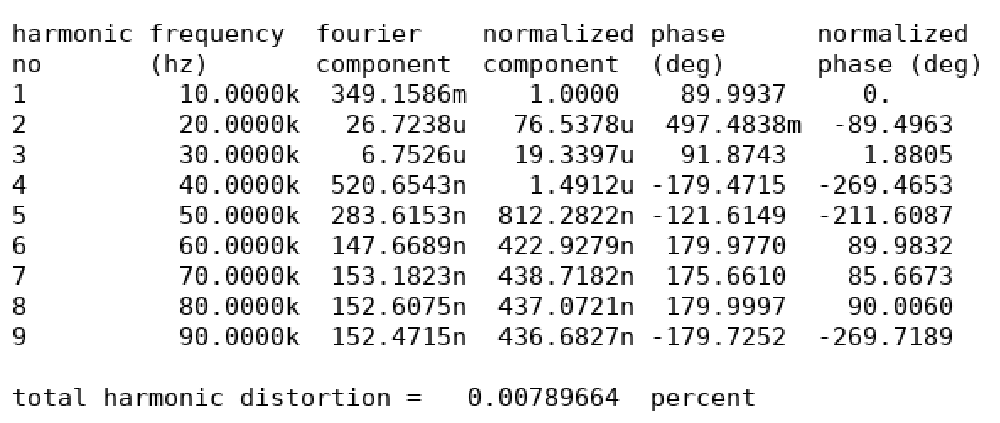 harmonic frequency fourier normalized phase normalized
no (hz) component component (deg) phase (deg)
1 10.0000k 349.1586m 1.0000 89.9937 0.
2 20.0000k 26.7238u 76.5378u 497.4838m -89.4963
3 30.0000k 6.7526u 19.3397u 91.8743 1.8805
4 40.0000k 520.6543n 1.4912u -179.4715 -269.4653
5 50.0000k 283.6153n 812.2822n -121.6149 -211.6087
6 60.0000k 147.6689n 422.9279n 179.9770 89.9832
7 70.0000k 153.1823n 438.7182n 175.6610 85.6673
8 80.0000k 152.6075n 437.0721n 179.9997 90.0060
9 90.0000k 152.4715n 436.6827n -179.7252 -269.7189
total harmonic distortion = 0.00789664 percent